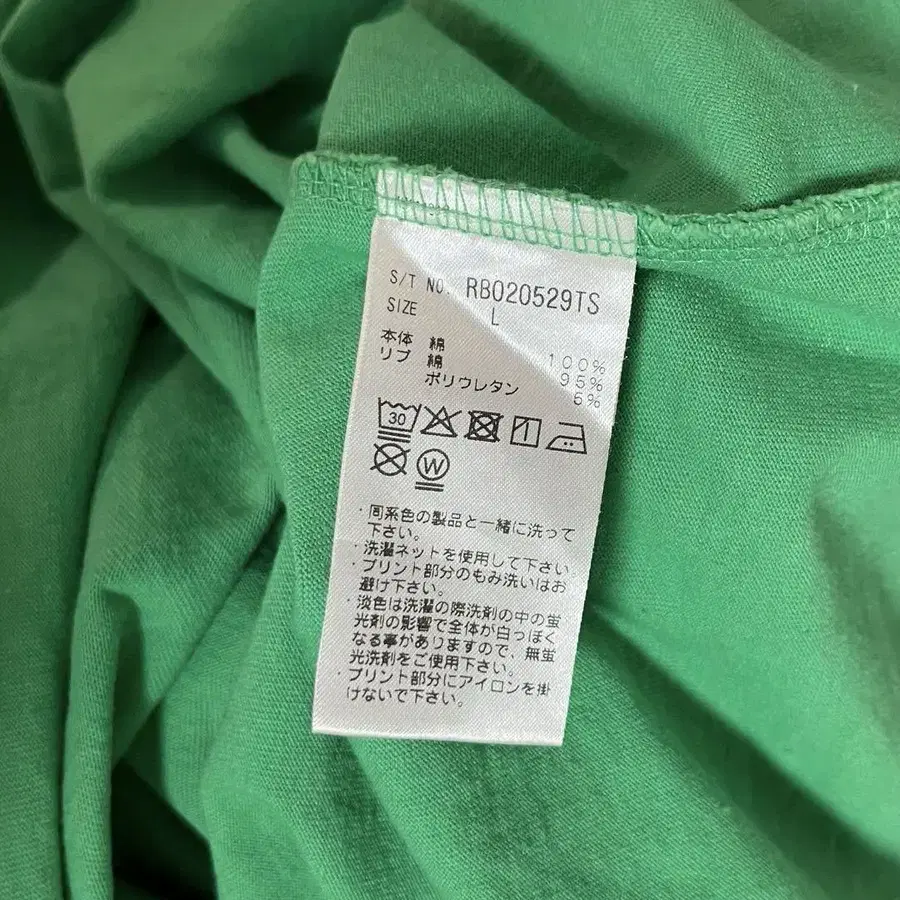 S/T NO. RB020529TS
SIZE L
本体 綿 100%
リブ 綿 95%
ポリウレタン 5%
30
W
・同系色の製品と一緒に洗って
下さい。
・洗濯ネットを使用して下さい。
・プリント部分のもみ洗いはお
避け下さい。
・淡色は洗濯の際洗剤の中の蛍
光剤の影響で全体が白っぽく
なる事がありますので、無蛍
光洗剤をご使用下さい。
・プリント部分にアイロンを掛
けないで下さい。